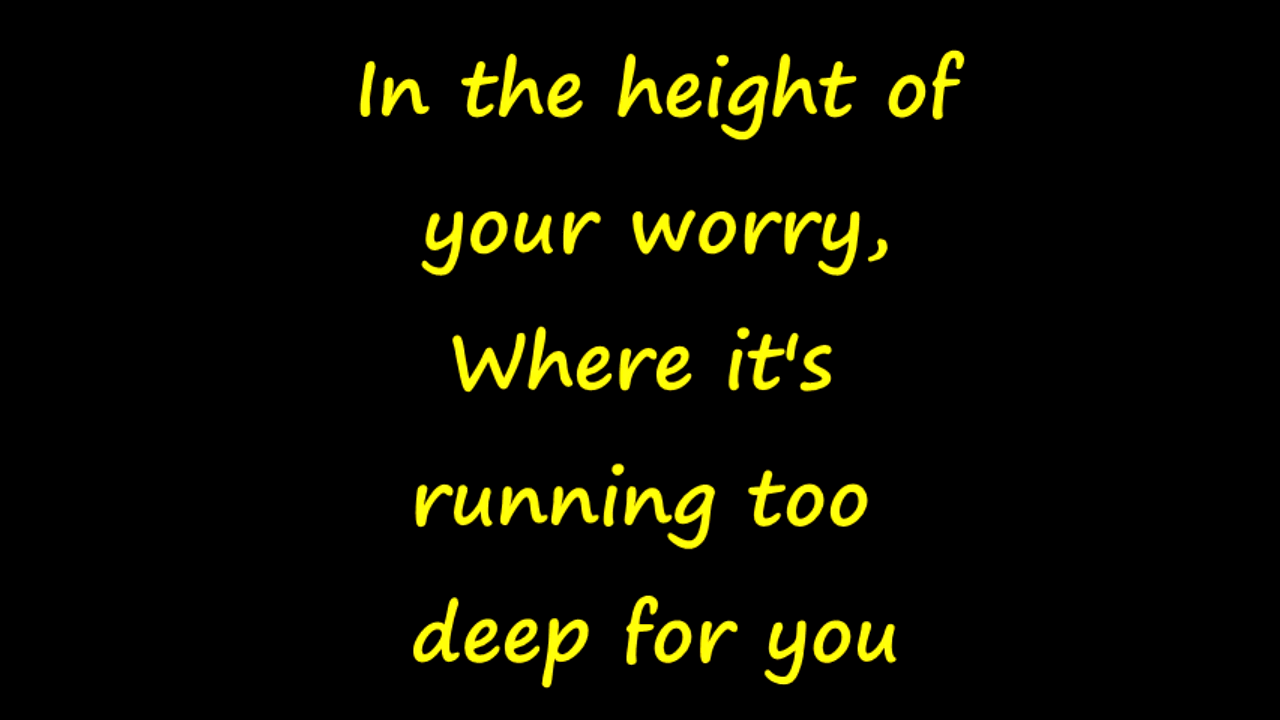 In the height of
your worry,
Where it's
running too
deep for you